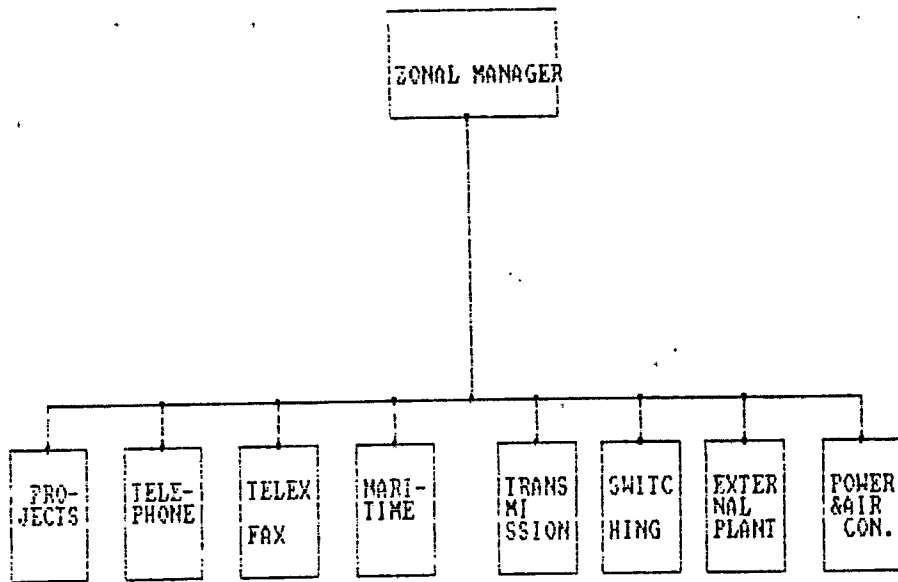 ZONAL MANAGER
PRO-
JECTS
TELE-
PHONE
TELEX
FAX
MARI-
TIME
TRANS
MI
SSION
SWITC
HING
EXTER
NAL
PLANT
POWER
&AIR
CON.